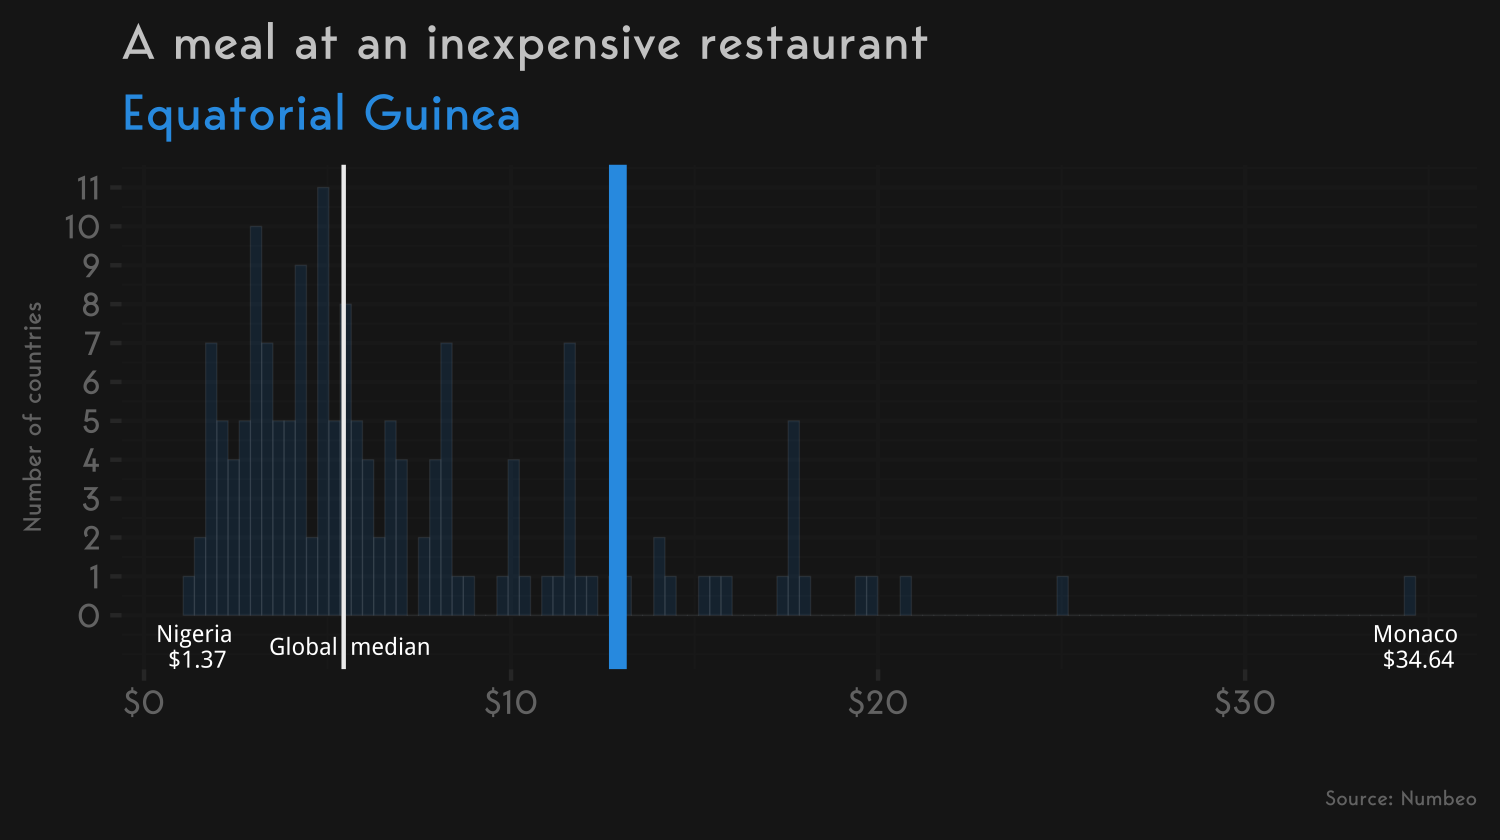 A meal at an inexpensive restaurant
Equatorial Guinea
Number of countries
11
10
9
8
7
6
5
4
3
2
1
0
Nigeria
$1.37
Global median
Monaco
$34.64
$0 $10 $20 $30
Source: Numbeo